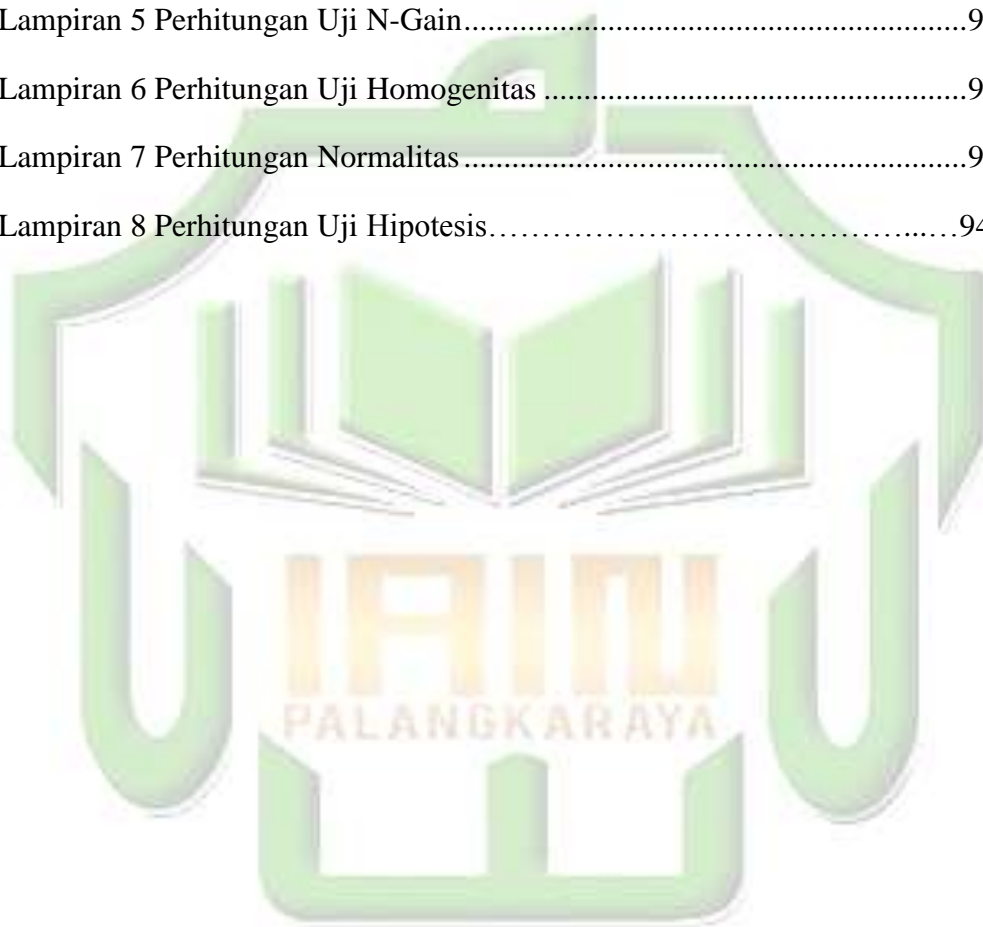 Lampiran 5 Perhitungan Uji N-Gain........................................................9
Lampiran 6 Perhitungan Uji Homogenitas ...............................................9
Lampiran 7 Perhitungan Normalitas........................................................9
Lampiran 8 Perhitungan Uji Hipotesis…………………………………...…94
IAIN
PALANGKARAYA